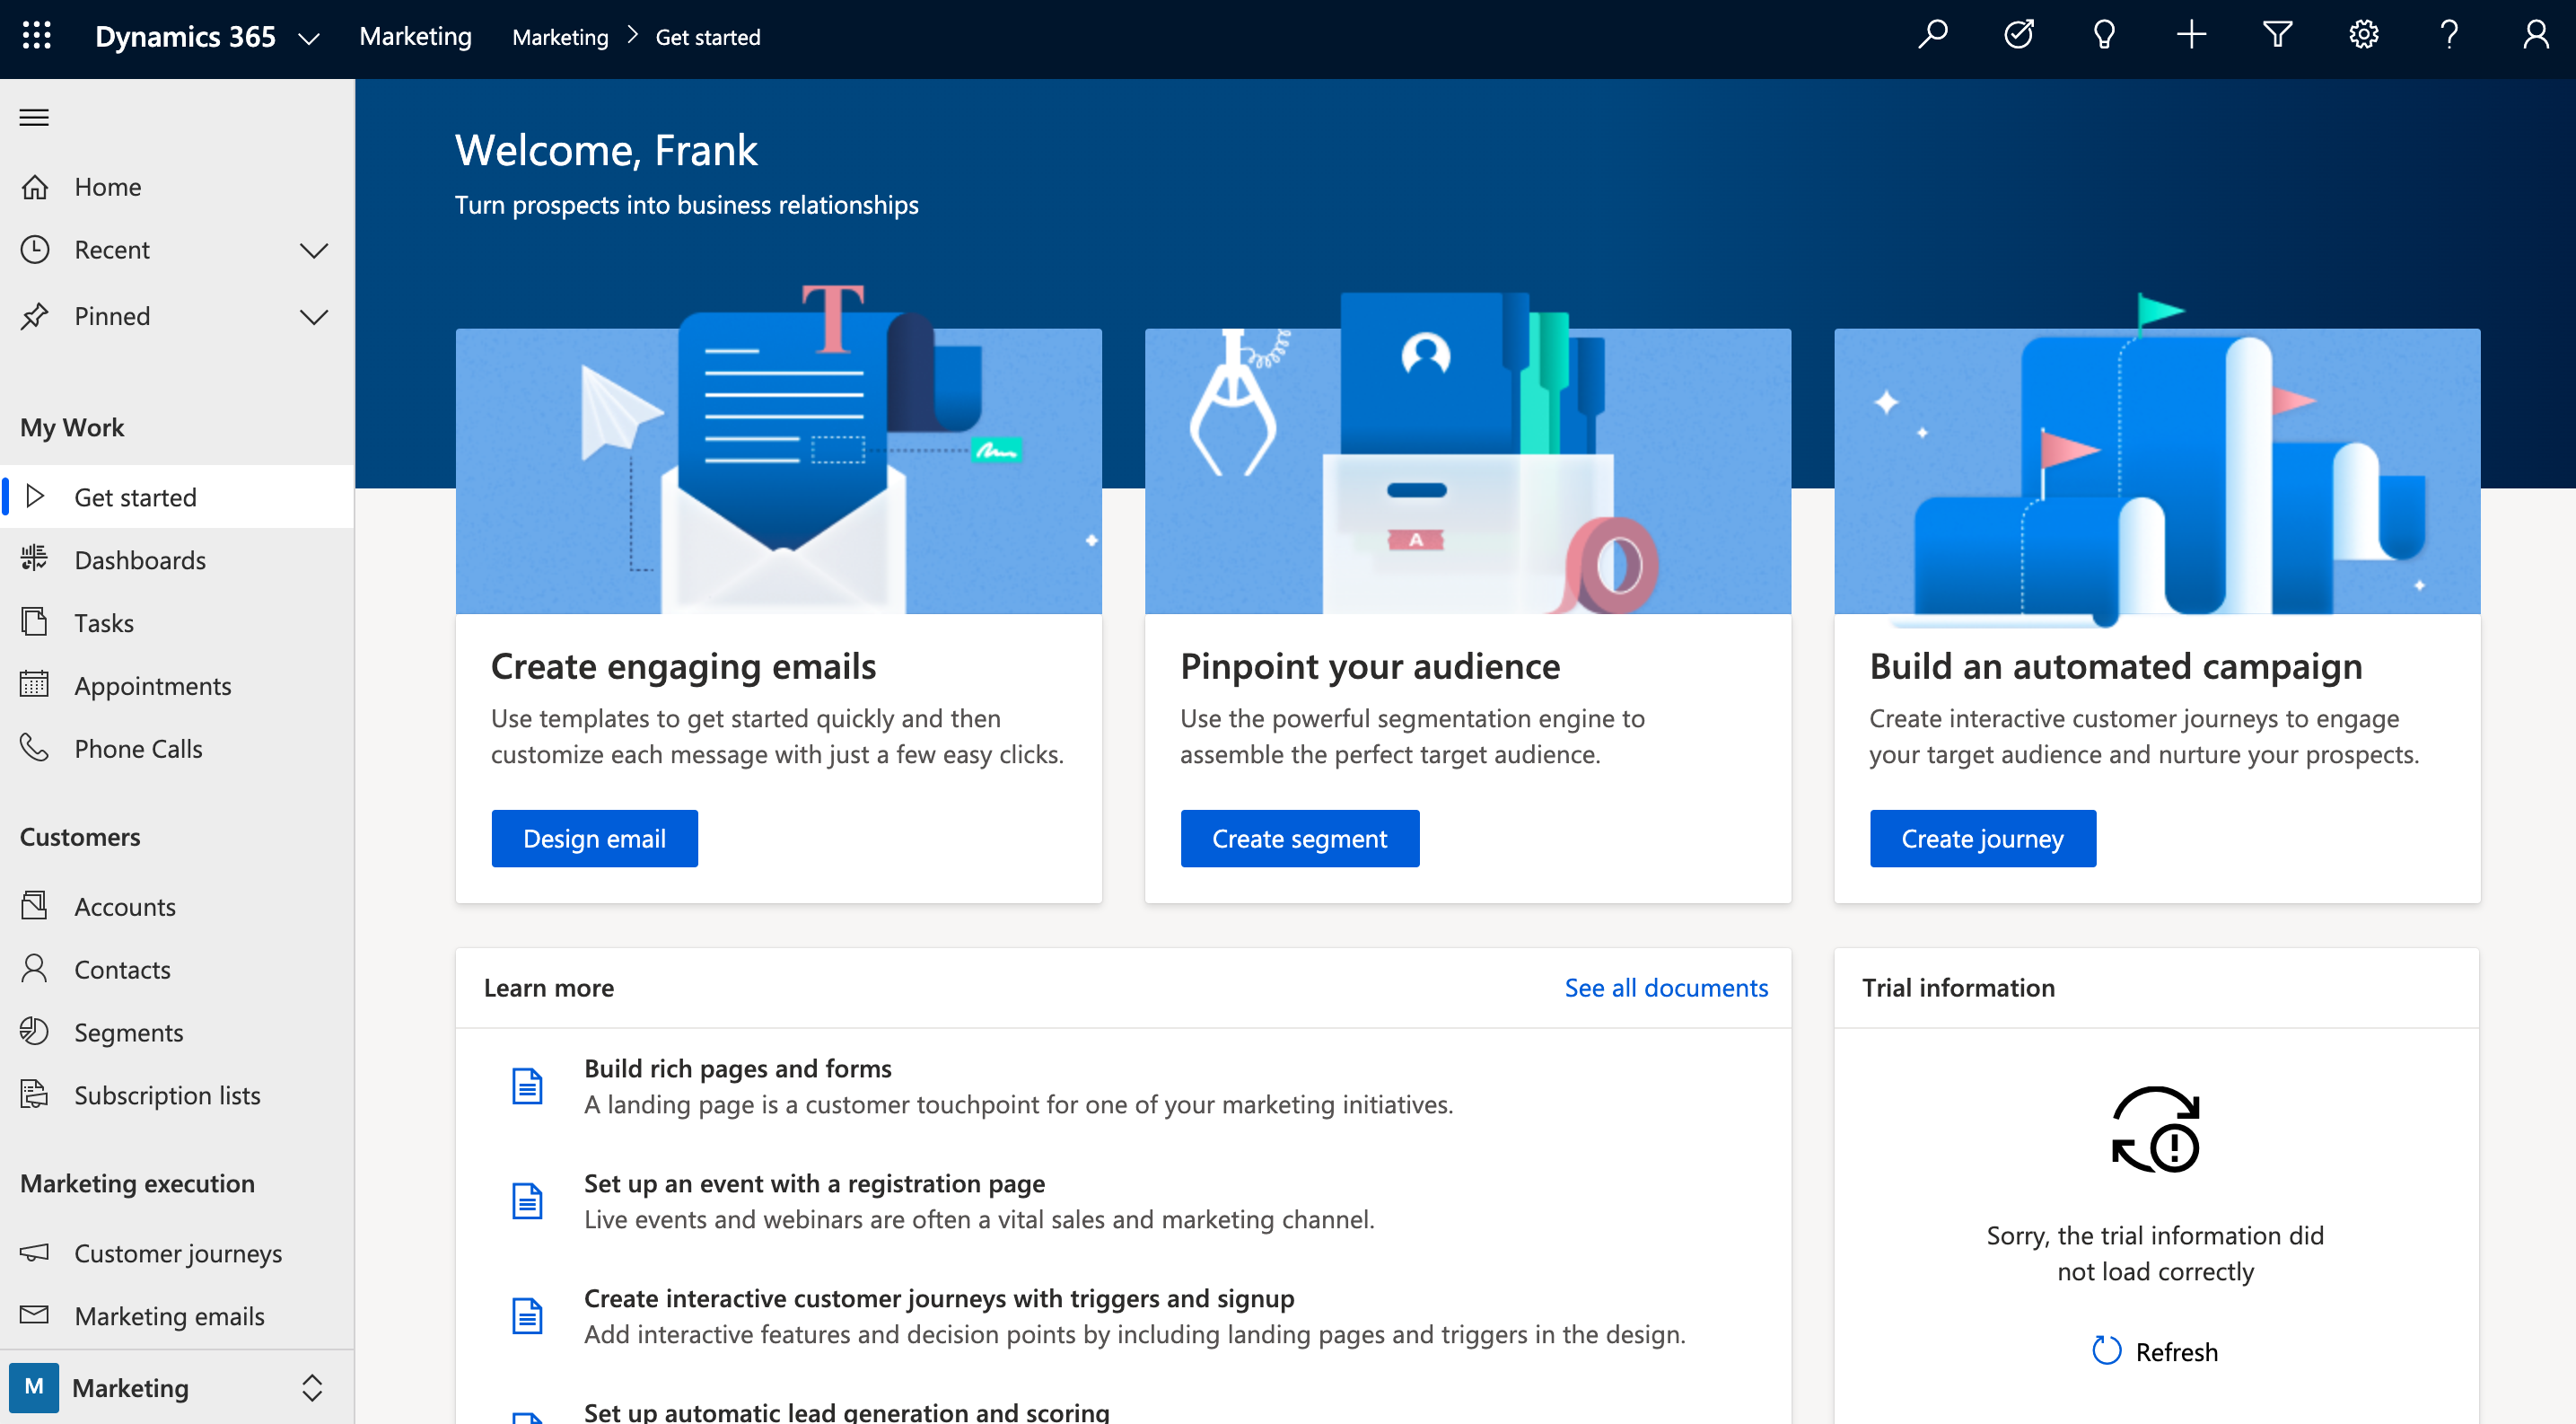 Dynamics 365
Marketing
Marketing > Get started
Home
Recent
Pinned
My Work
Get started
Dashboards
Tasks
Appointments
Phone Calls
Customers
Accounts
Contacts
Segments
Subscription lists
Marketing execution
Customer journeys
Marketing emails
M Marketing
Welcome, Frank
Turn prospects into business relationships
T
Create engaging emails
Use templates to get started quickly and then
customize each message with just a few easy clicks.
Design email
A
Pinpoint your audience
Use the powerful segmentation engine to
assemble the perfect target audience.
Create segment
Build an automated campaign
Create interactive customer journeys to engage
your target audience and nurture your prospects.
Create journey
Learn more
See all documents
Build rich pages and forms
A landing page is a customer touchpoint for one of your marketing initiatives.
Set up an event with a registration page
Live events and webinars are often a vital sales and marketing channel.
Create interactive customer journeys with triggers and signup
Add interactive features and decision points by including landing pages and triggers in the design.
Set up automatic lead generation and scoring
Trial information
Sorry, the trial information did
not load correctly
Refresh